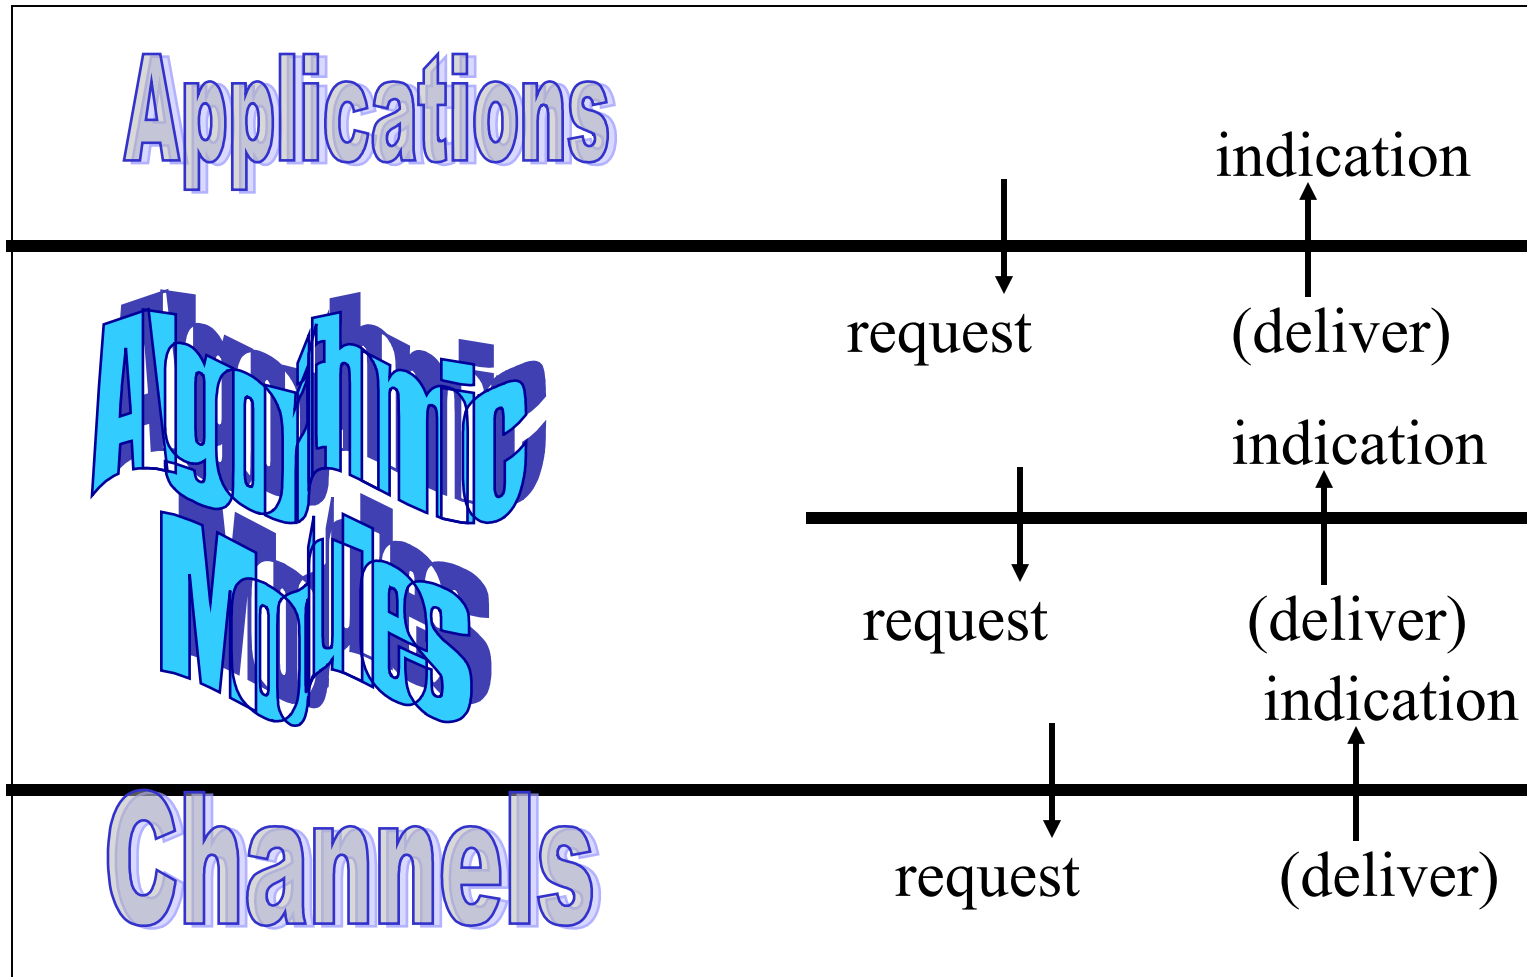 Applications
indication
request (deliver)
Algorithmic
Modules
indication
request (deliver)
indication
Channels
request (deliver)